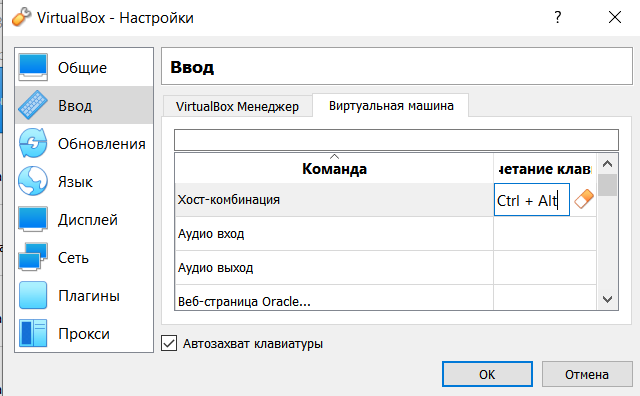 VirtualBox - Настройки
?
Общие
Ввод
Обновления
Язык
Дисплей
Сеть
Плагины
Прокси
Ввод
VirtualBox Менеджер
Виртуальная машина
Команда
четание клав
Хост-комбинация
Ctrl + Alt
Аудио вход
Аудио выход
Веб-страница Oracle...
Автозахват клавиатуры
OK
Отмена